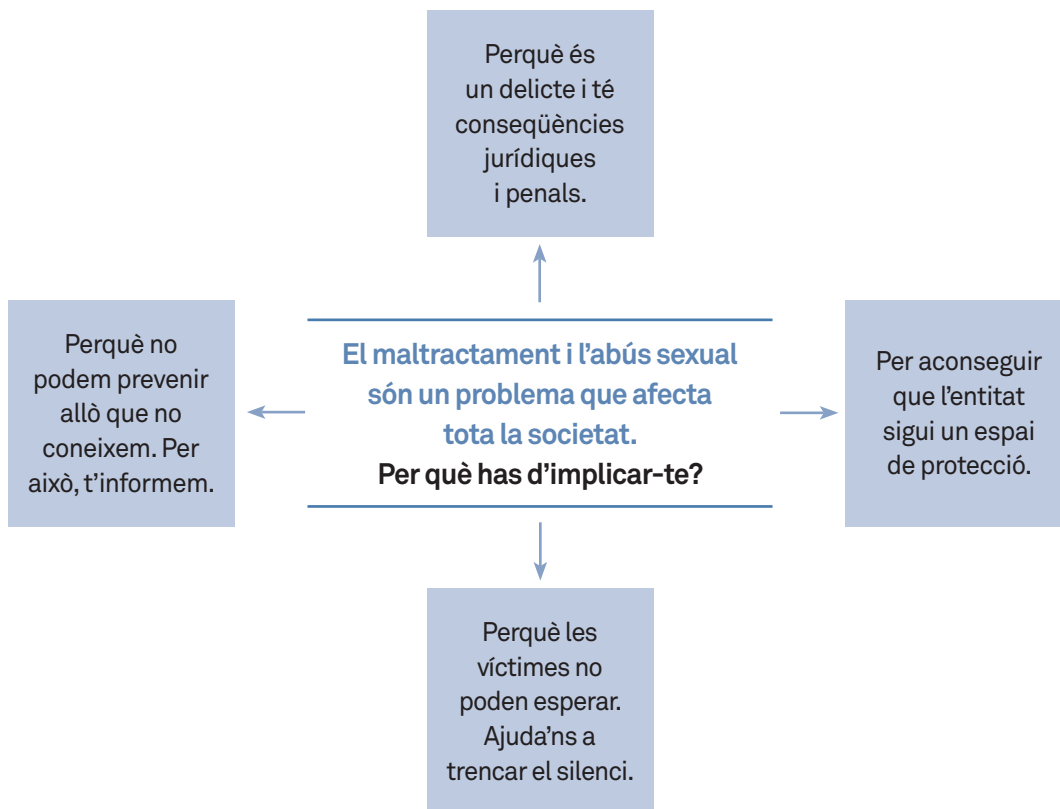 Perquè és
un delicte i té
conseqüències
jurídiques
i penals.
Perquè no
podem prevenir
allò que no
coneixem. Per
això, t’informem.
El maltractament i l’abús sexual
són un problema que afecta
tota la societat.
Per què has d’implicar-te?
Per aconseguir
que l’entitat
sigui un espai
de protecció.
Perquè les
víctimes no
poden esperar.
Ajuda’ns a
trencar el silenci.